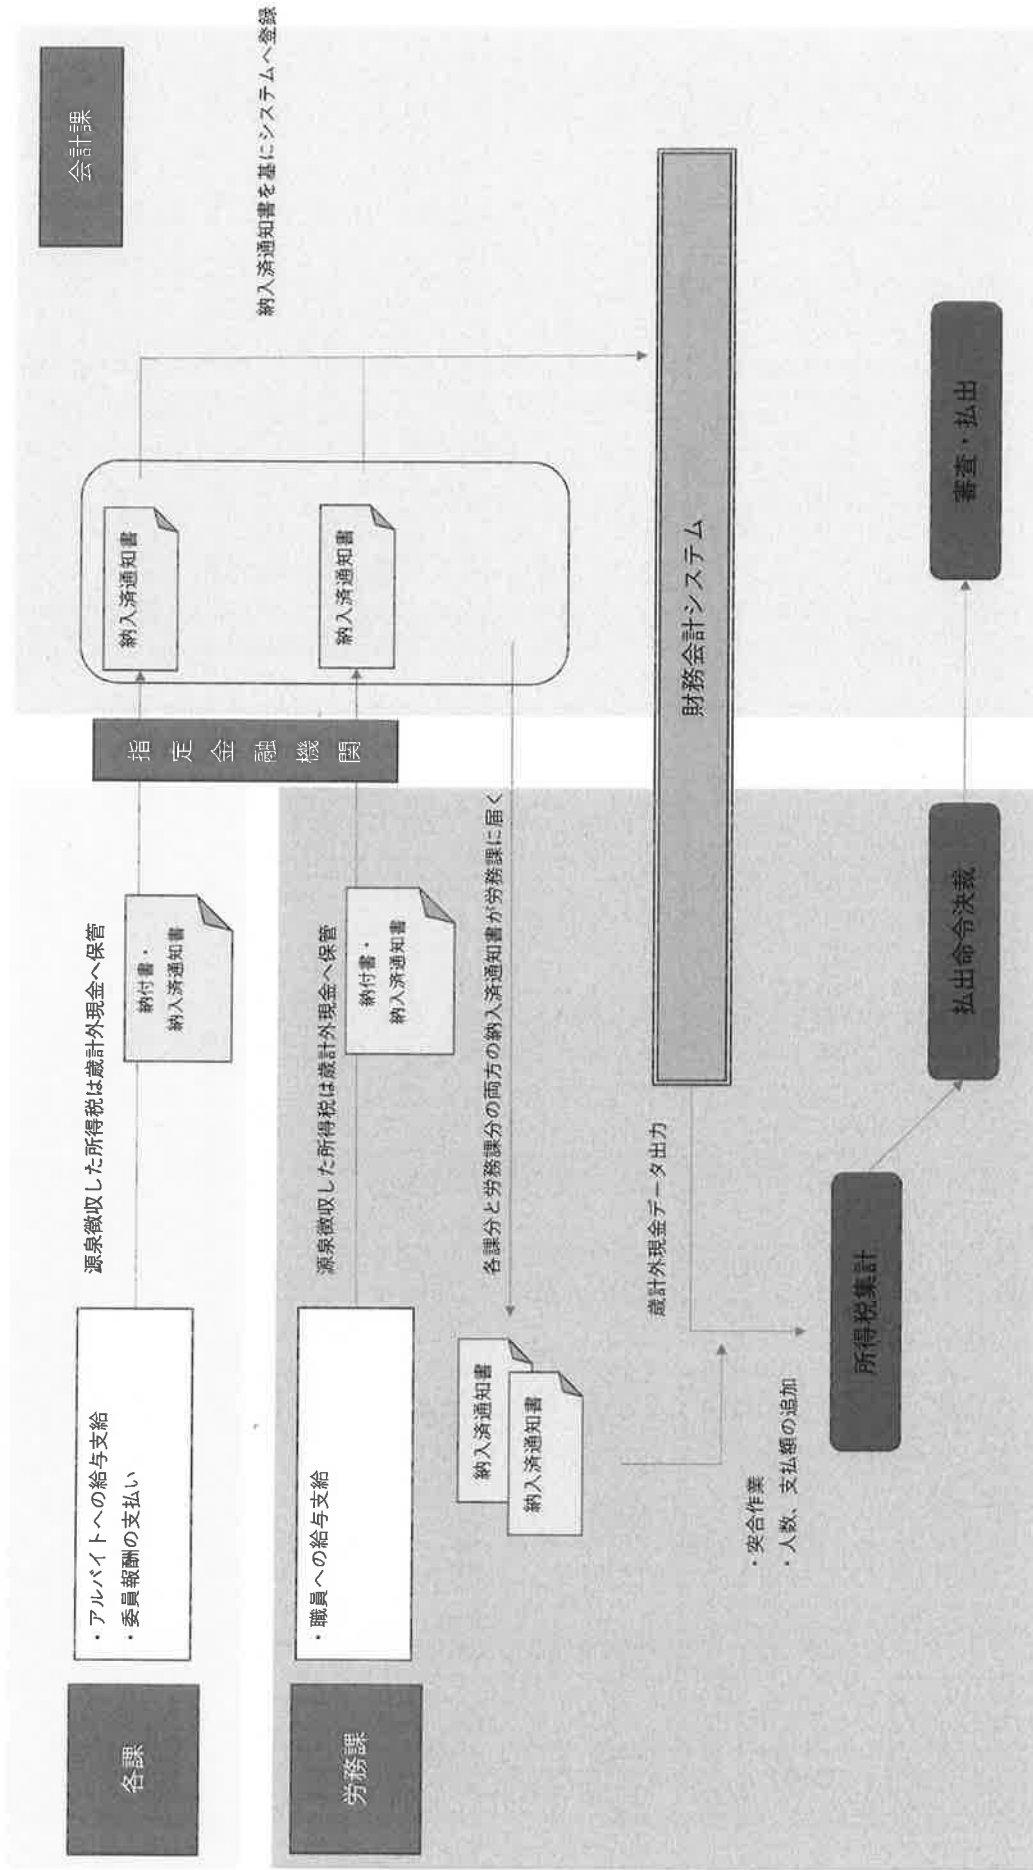 各課
・アルバイトへの給与支給
・委員報酬の支払い
源泉徴収した所得税は歳計外現金へ保管
納付書・
納入済通知書
指定金融機関
納入済通知書
会計課
納入済通知書を基にシステムへ登録
労務課
・職員への給与支給
源泉徴収した所得税は歳計外現金へ保管
納付書・
納入済通知書
納入済通知書
各課分と労務課分の両方の納入済通知書が労務課に届く
納入済通知書
納入済通知書
財務会計システム
歳計外現金データ出力
・突合作業
・人数、支払額の追加
所得税集計
払出命令決裁
審査・払出